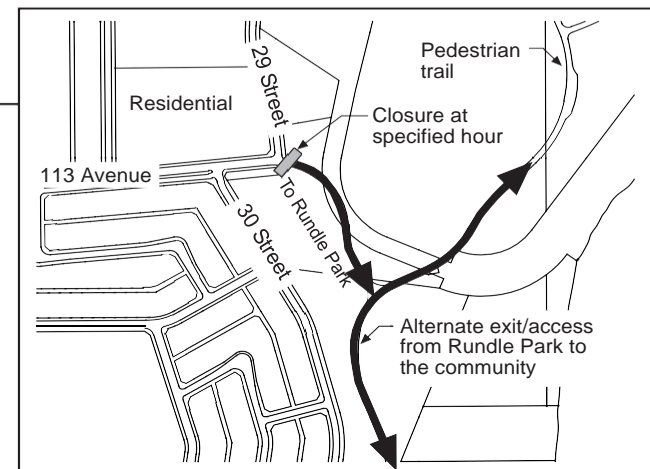 29 Street
Pedestrian
trail
Residential
Closure at
specified hour
113 Avenue
To Rundle Park
30 Street
Alternate exit/access
from Rundle Park to
the community